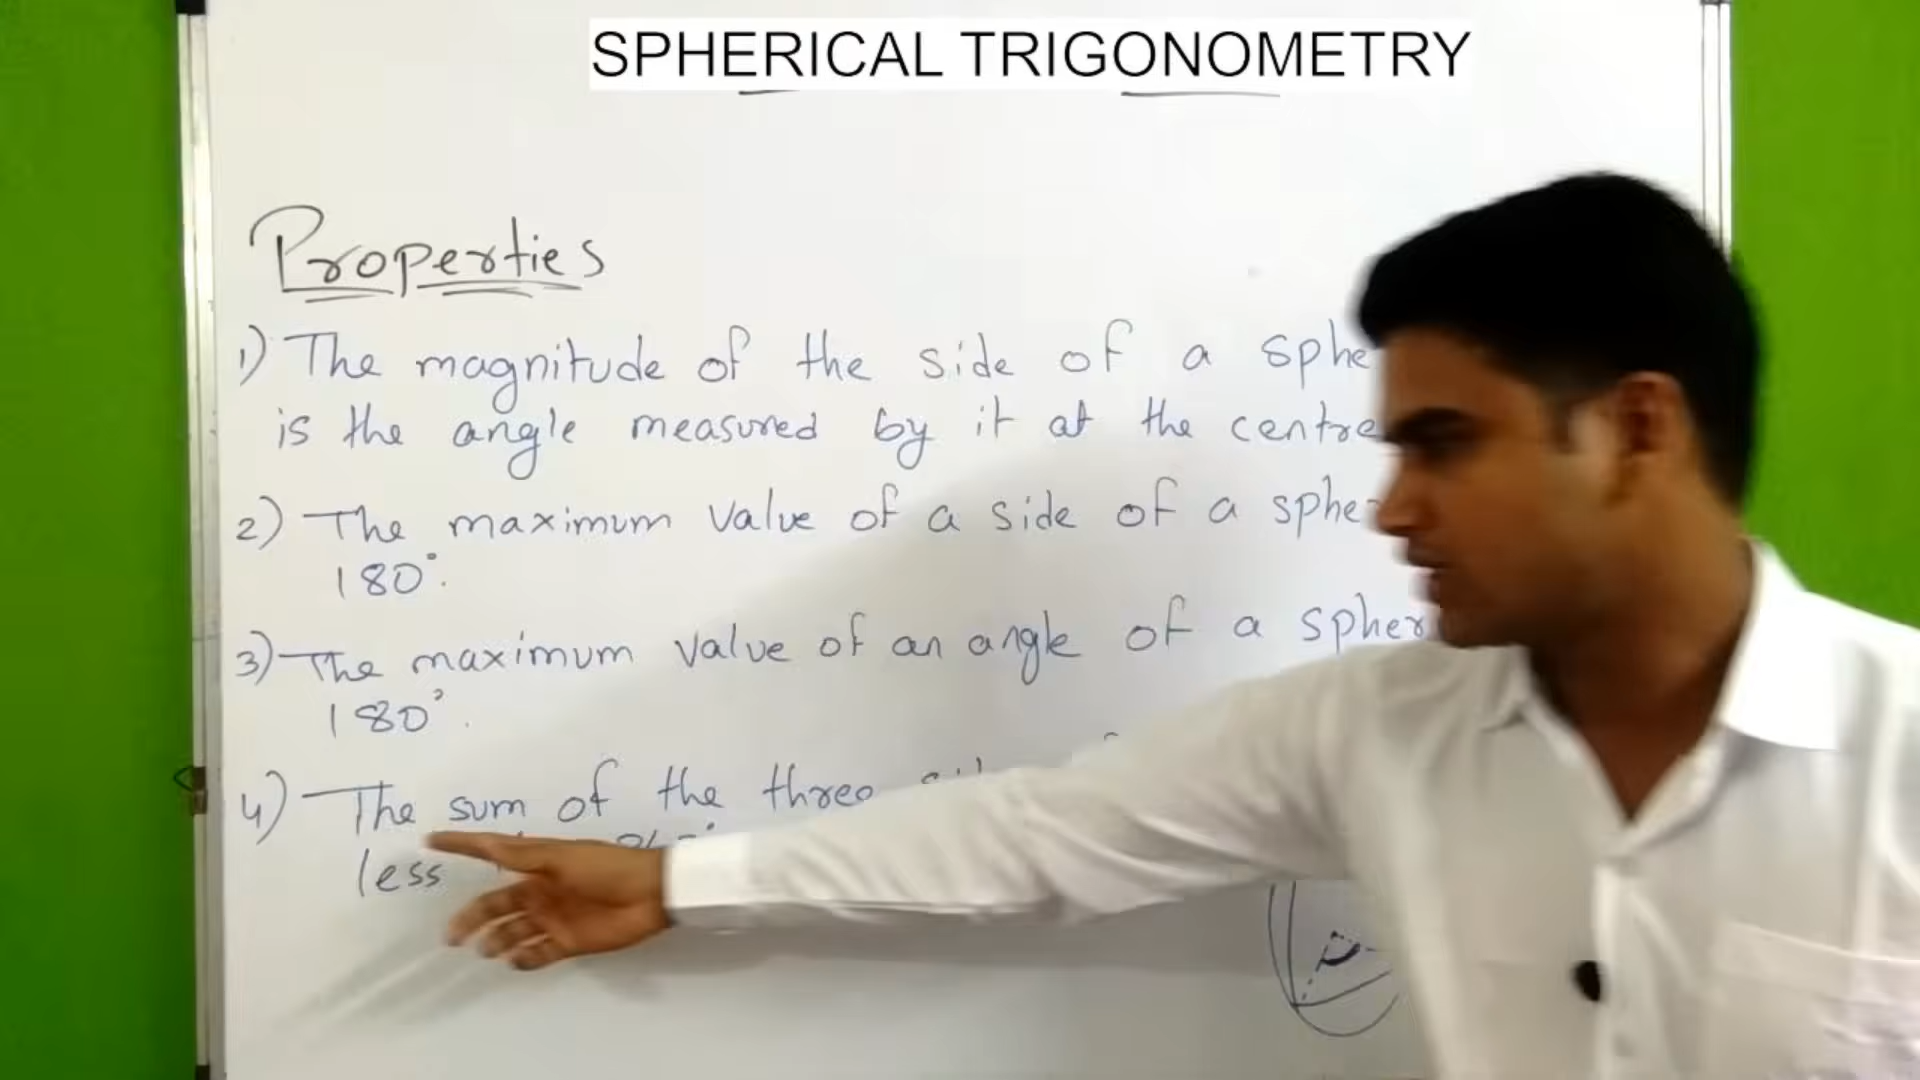 SPHERICAL TRIGONOMETRY
Properties
1) The magnitude of the side of a sphe
is the angle measured by it at the centre
2) The maximum value of a side of a sphe
180°.
3) The maximum value of an angle of a spher
180°.
4) The sum of the three
less